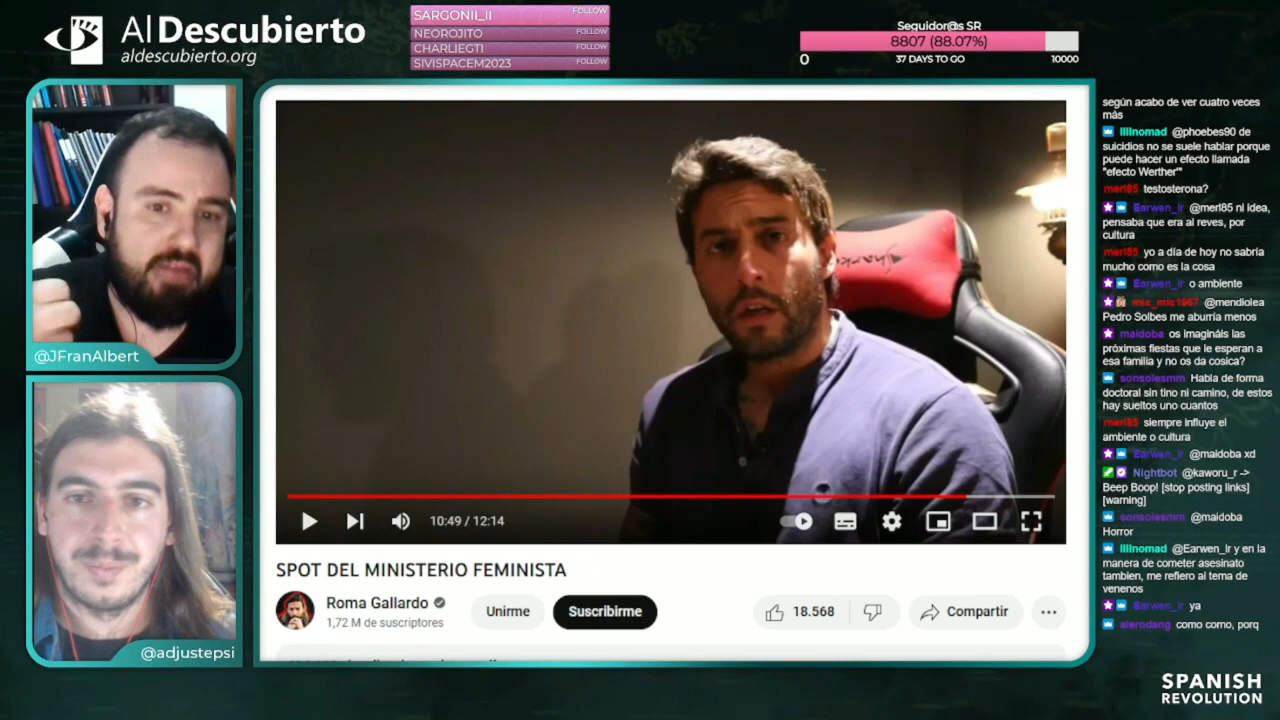 Al Descubierto
aldescubierto.org
SARGONII_II FOLLOW
NEOROJITO FOLLOW
CHARLIEGTI FOLLOW
SIVISPACEM2023 FOLLOW
Seguidor@s SR
8807 (88.07%)
0 37 DAYS TO GO 10000
@JFranAlbert
@adjustepsi
10:49 / 12:14
SPOT DEL MINISTERIO FEMINISTA
Roma Gallardo
1,72 M de suscriptores
Unirme
Suscribirme
18.568
Compartir
según acabo de ver cuatro veces
más
IlIlnomad @phoebes90 de
suicidios no se suele hablar porque
puede hacer un efecto llamada
"efecto Werther"
merl85 testosterona?
Earwen_Ir @merl85 ni idea,
pensaba que era al reves, por
cultura
merl85 yo a día de hoy no sabría
mucho como es la cosa
Earwen_Ir o ambiente
mic_mic1967 @mendiolea
Pedro Solbes me aburría menos
maidoba os imagináis las
próximas fiestas que le esperan a
esa familia y no os da cosica?
sonsolesmm Habla de forma
doctoral sin tino ni camino, de estos
hay sueltos uno cuantos
merl85 siempre influye el
ambiente o cultura
Earwen_Ir @maidoba xd
Nightbot @kaworu_r ->
Beep Boop! [stop posting links]
[warning]
sonsolesmm @maidoba
Horror
IlIlnomad @Earwen_Ir y en la
manera de cometer asesinato
tambien, me refiero al tema de
venenos
Earwen_Ir ya
alerodang como como, porq
SPANISH
REVOLUTION